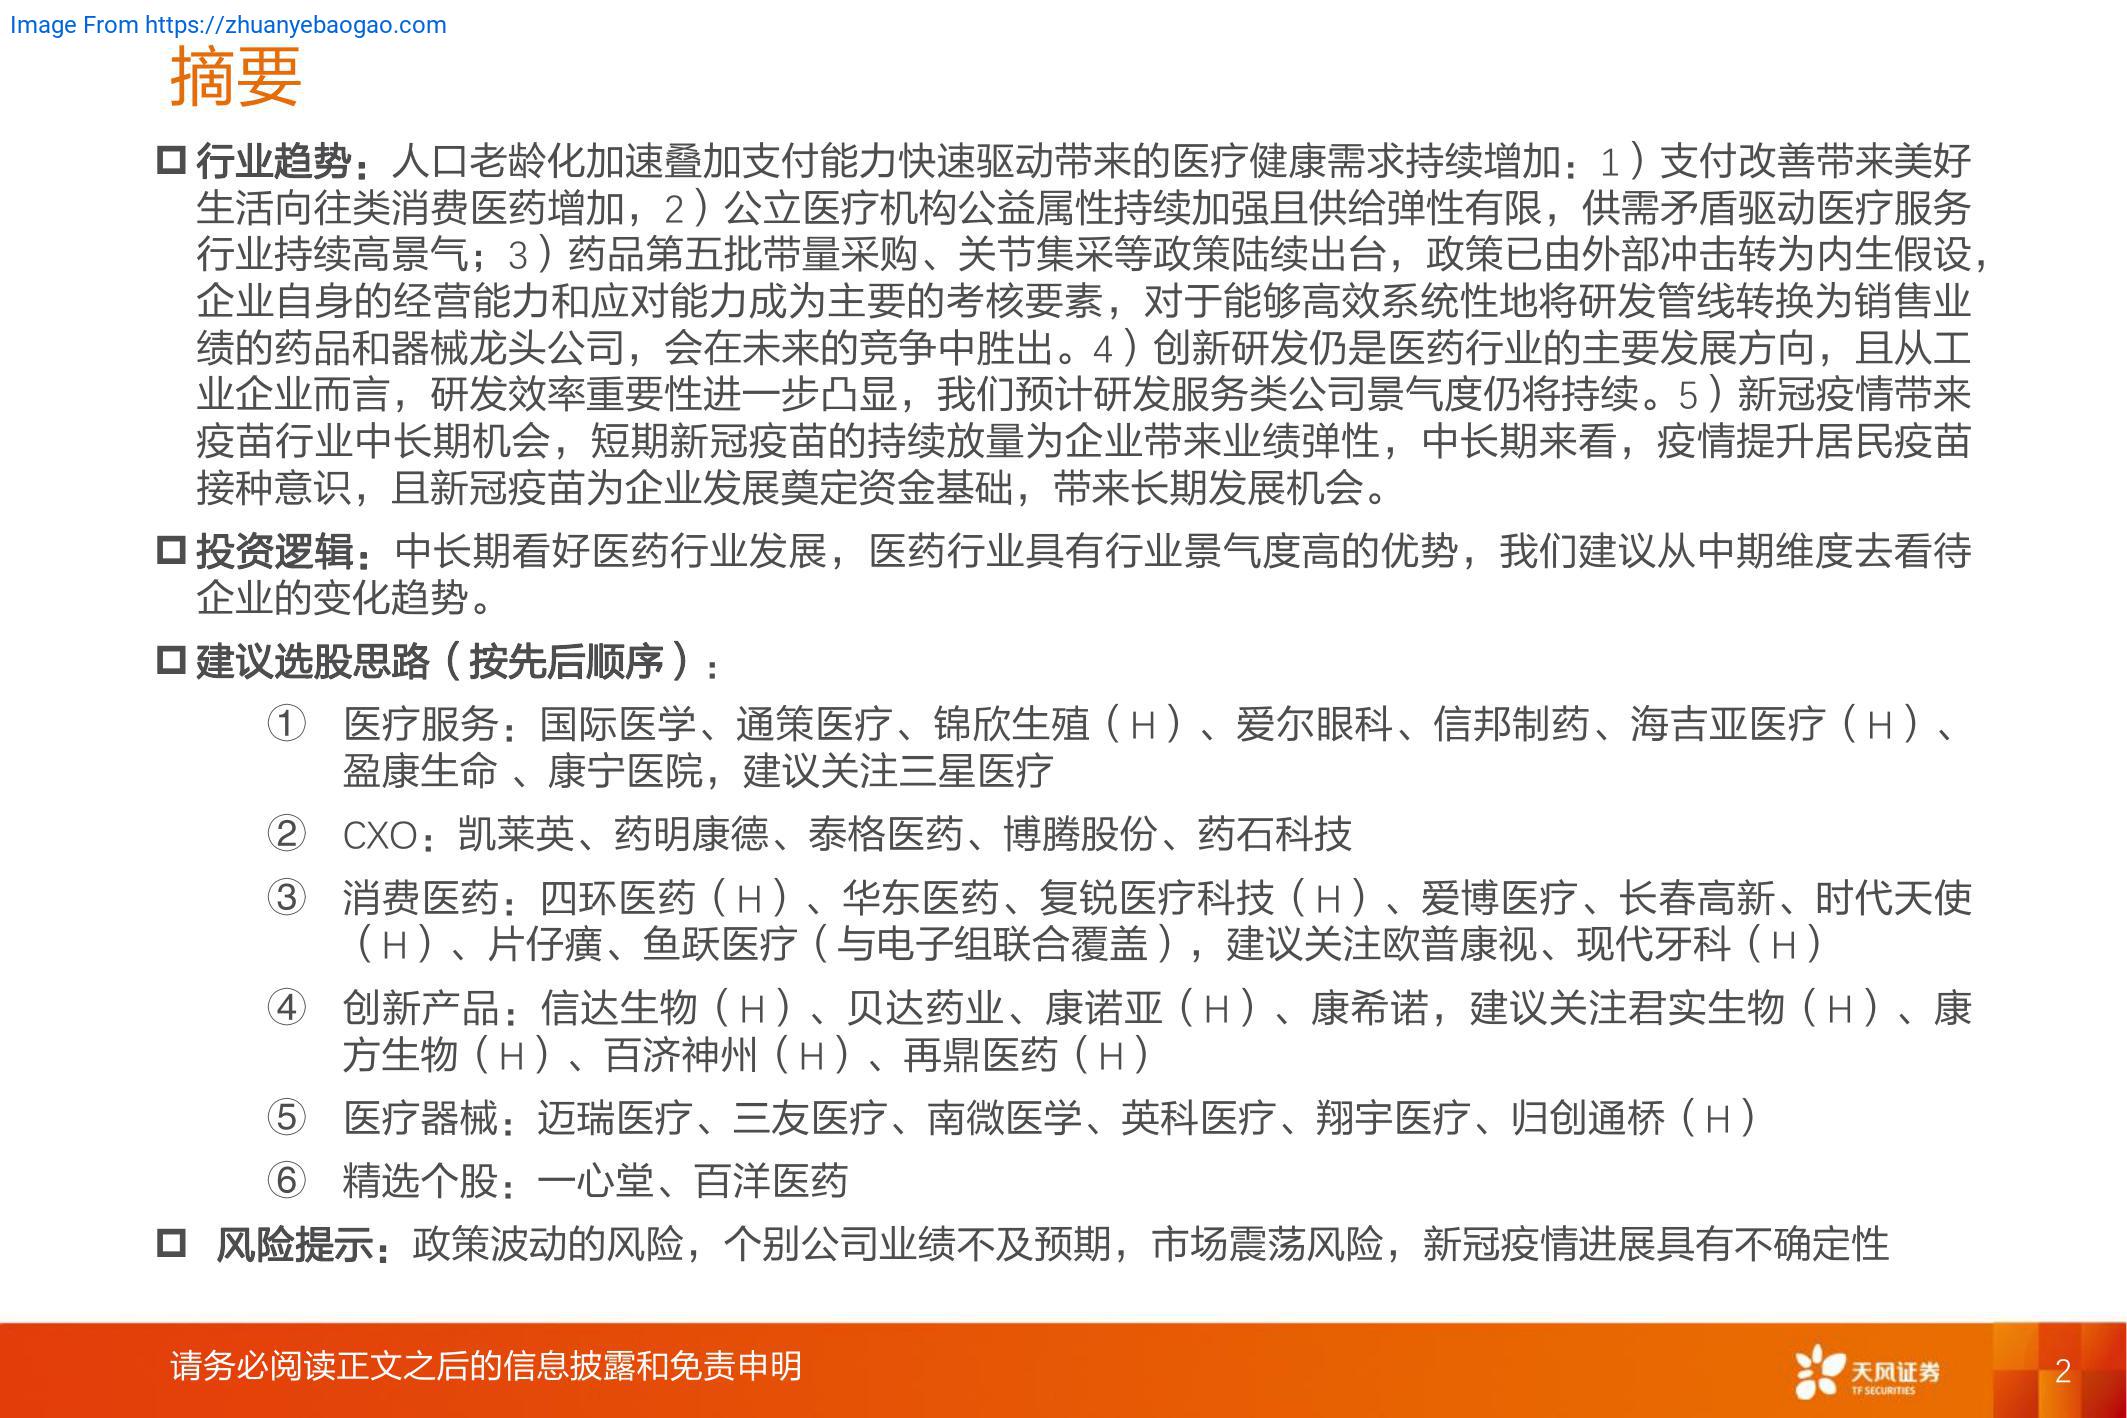 Image From https://zhuanyebaogao.com
摘要
行业趋势：人口老龄化加速叠加支付能力快速驱动带来的医疗健康需求持续增加：1）支付改善带来美好
生活向往类消费医药增加，2）公立医疗机构公益属性持续加强且供给弹性有限，供需矛盾驱动医疗服务
行业持续高景气；3）药品第五批带量采购、关节集采等政策陆续出台，政策已由外部冲击转为内生假设，
企业自身的经营能力和应对能力成为主要的考核要素，对于能够高效系统性地将研发管线转换为销售业
绩的药品和器械龙头公司，会在未来的竞争中胜出。4）创新研发仍是医药行业的主要发展方向，且从工
业企业而言，研发效率重要性进一步凸显，我们预计研发服务类公司景气度仍将持续。5）新冠疫情带来
疫苗行业中长期机会，短期新冠疫苗的持续放量为企业带来业绩弹性，中长期来看，疫情提升居民疫苗
接种意识，且新冠疫苗为企业发展奠定资金基础，带来长期发展机会。
投资逻辑：中长期看好医药行业发展，医药行业具有行业景气度高的优势，我们建议从中期维度去看待
企业的变化趋势。
建议选股思路（按先后顺序）：
① 医疗服务：国际医学、通策医疗、锦欣生殖（H）、爱尔眼科、信邦制药、海吉亚医疗（H）、
盈康生命 、康宁医院，建议关注三星医疗
② CXO：凯莱英、药明康德、泰格医药、博腾股份、药石科技
③ 消费医药：四环医药（H）、华东医药、复锐医疗科技（H）、爱博医疗、长春高新、时代天使
（H）、片仔癀、鱼跃医疗（与电子组联合覆盖），建议关注欧普康视、现代牙科（H）
④ 创新产品：信达生物（H）、贝达药业、康诺亚（H）、康希诺，建议关注君实生物（H）、康
方生物（H）、百济神州（H）、再鼎医药（H）
⑤ 医疗器械：迈瑞医疗、三友医疗、南微医学、英科医疗、翔宇医疗、归创通桥（H）
⑥ 精选个股：一心堂、百洋医药
风险提示：政策波动的风险，个别公司业绩不及预期，市场震荡风险，新冠疫情进展具有不确定性
请务必阅读正文之后的信息披露和免责申明
天风证券
TF SECURITIES
2